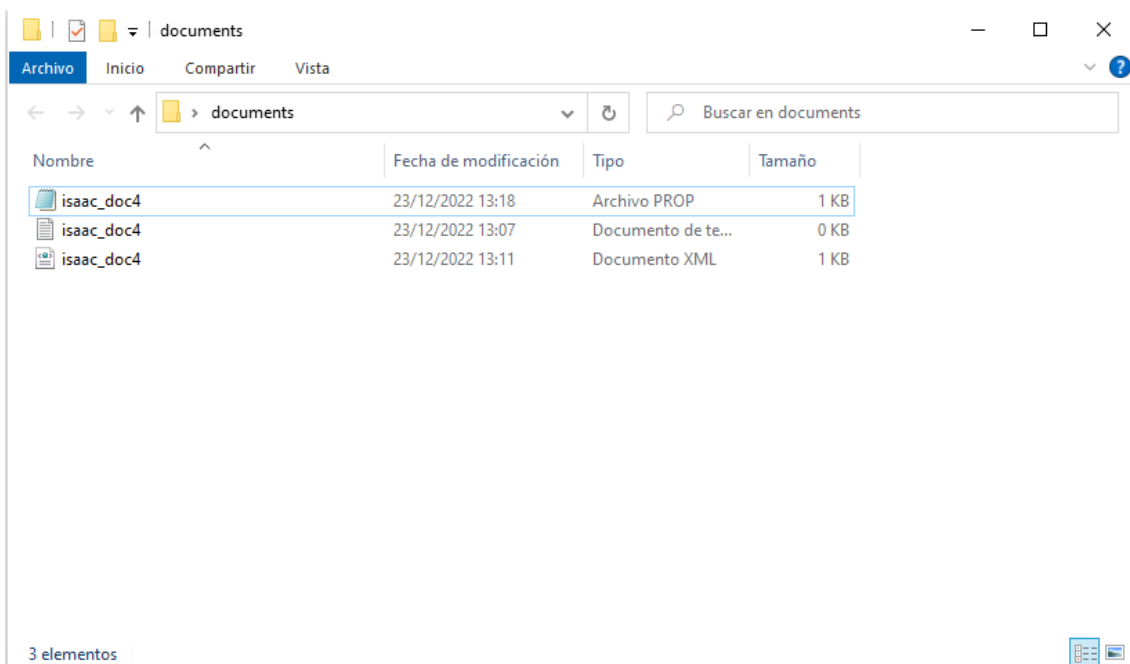 documents
Archivo Inicio Compartir Vista
documents Buscar en documents
Nombre Fecha de modificación Tipo Tamaño
isaac_doc4 23/12/2022 13:18 Archivo PROP 1 KB
isaac_doc4 23/12/2022 13:07 Documento de te... 0 KB
isaac_doc4 23/12/2022 13:11 Documento XML 1 KB
3 elementos